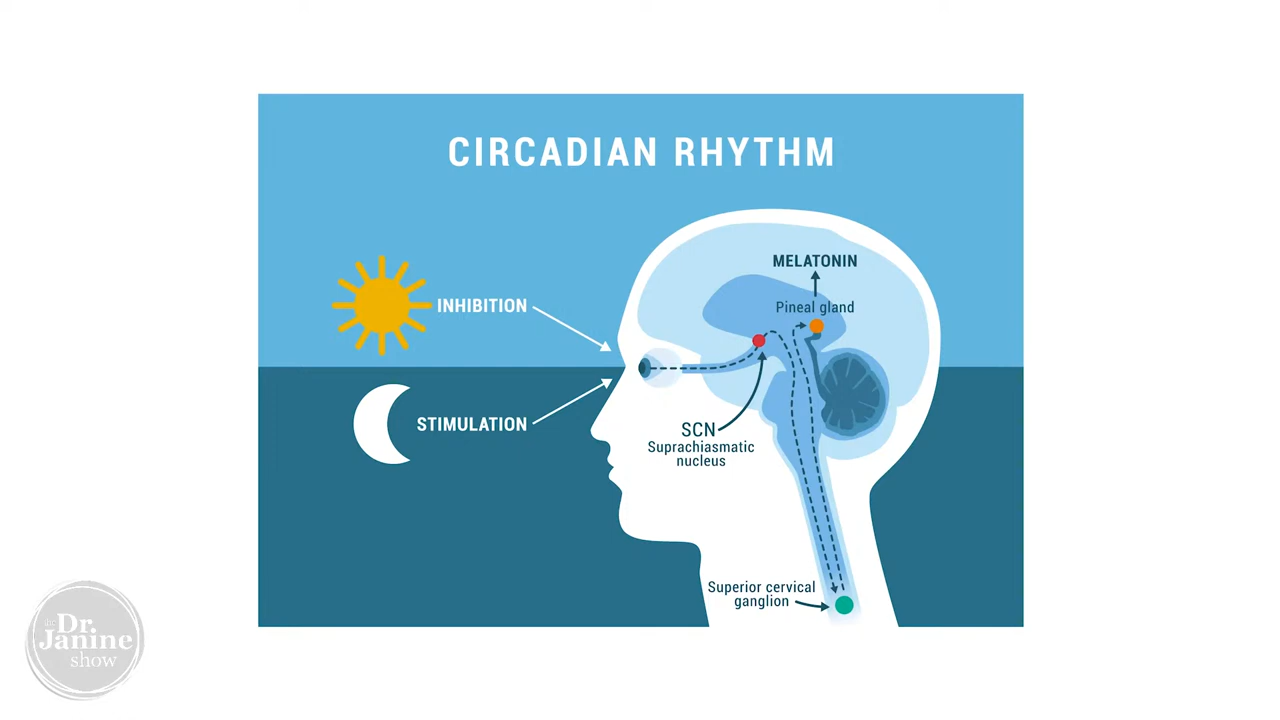 CIRCADIAN RHYTHM
MELATONIN
Pineal gland
INHIBITION
STIMULATION
SCN
Suprachiasmatic
nucleus
Superior cervical
ganglion
the
Dr.
Janine
show